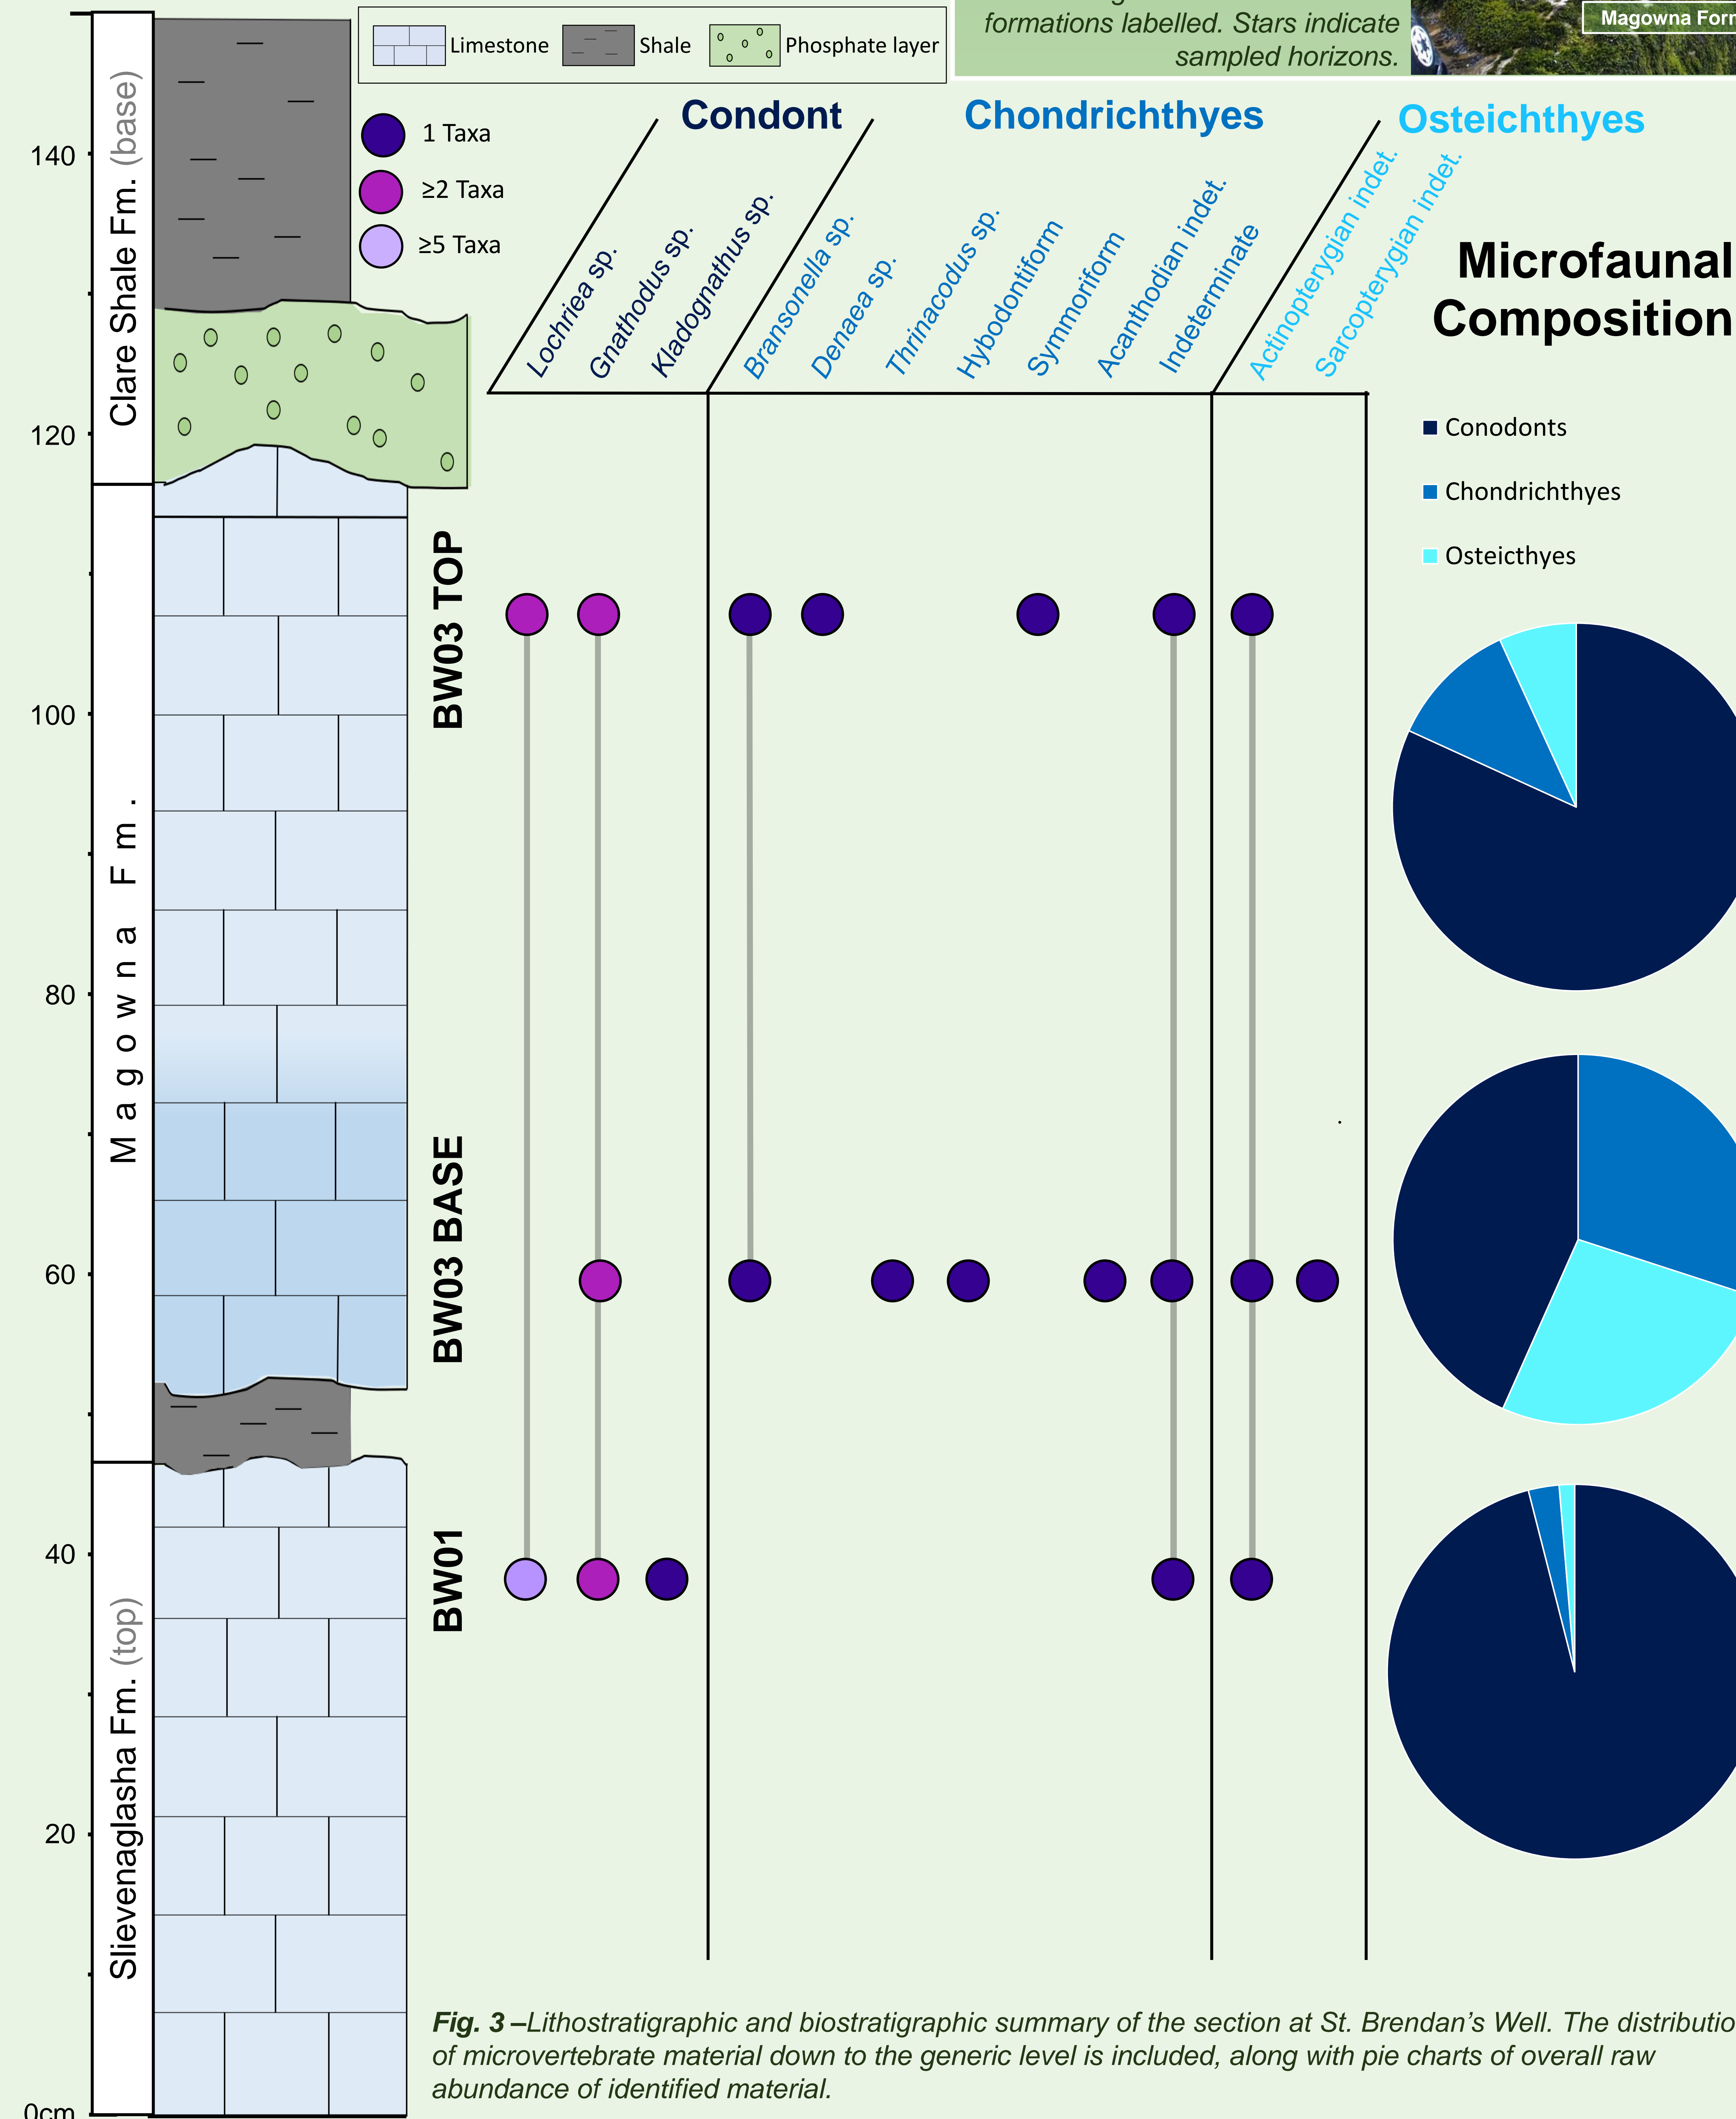 formations labelled. Stars indicate
sampled horizons.
Magowna Form
Limestone
Shale
Phosphate layer
1 Taxa
≥2 Taxa
≥5 Taxa
Condont
Chondrichthyes
Osteichthyes
Lochriea sp.
Gnathodus sp.
Kladognathus sp.
Bransonella sp.
Denaea sp.
Thrinacodus sp.
Hybodontiform
Symmoriiform
Acanthodian indet.
Indeterminate
Actinopterygian indet.
Sarcopterygian indet.
Microfaunal
Composition
Conodonts
Chondrichthyes
Osteicthyes
140
120
100
80
60
40
20
0cm
Clare Shale Fm. (base)
Magowna Fm.
Slievenaglasha Fm. (top)
BW03 TOP
BW03 BASE
BW01
Fig. 3 –Lithostratigraphic and biostratigraphic summary of the section at St. Brendan’s Well. The distributio
of microvertebrate material down to the generic level is included, along with pie charts of overall raw
abundance of identified material.